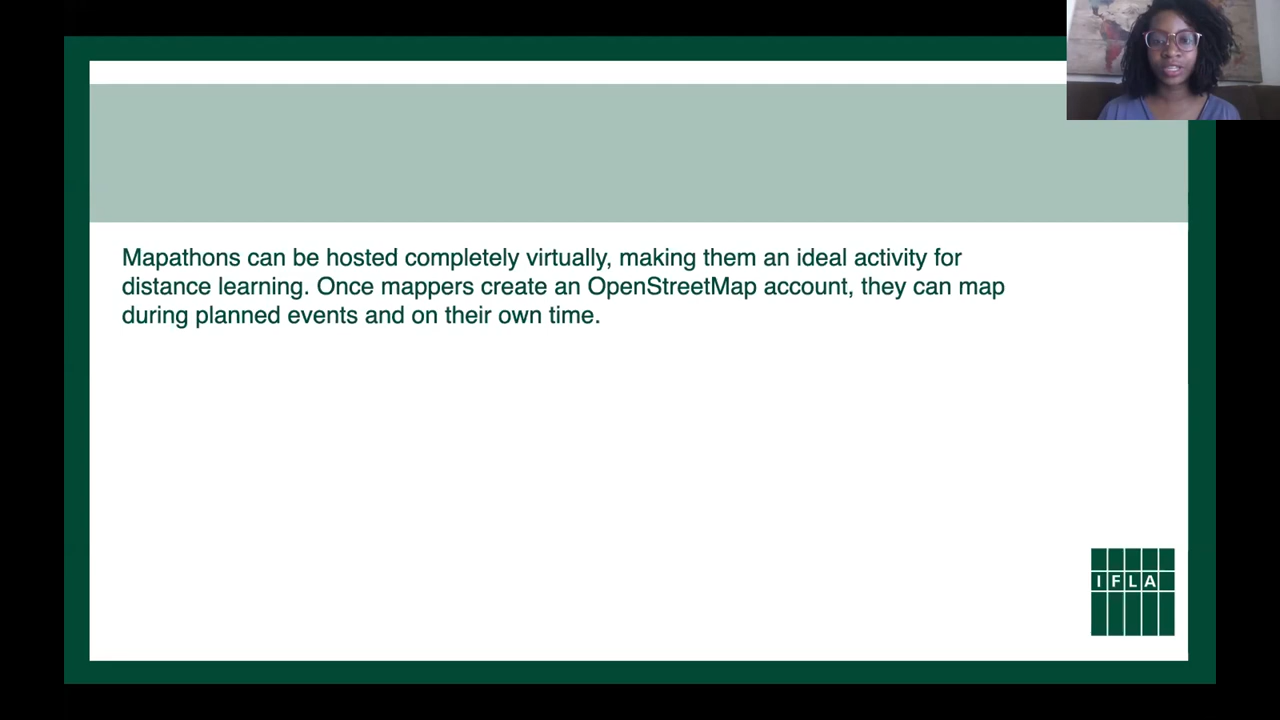 Mapathons can be hosted completely virtually, making them an ideal activity for
distance learning. Once mappers create an OpenStreetMap account, they can map
during planned events and on their own time.
IFLA